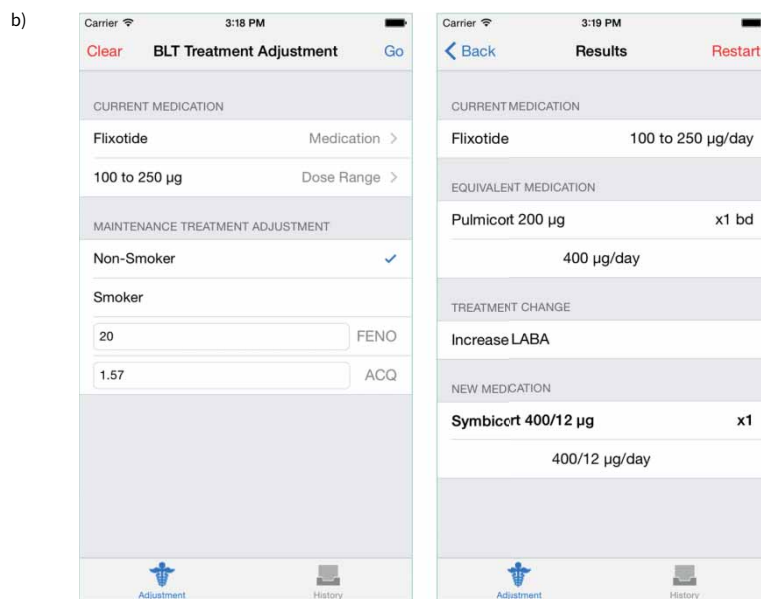 b)
Carrier 3:18 PM
Clear BLT Treatment Adjustment Go
CURRENT MEDICATION
Flixotide Medication >
100 to 250 µg Dose Range >
MAINTENANCE TREATMENT ADJUSTMENT
Non-Smoker ✓
Smoker
20 FENO
1.57 ACQ
Adjustment History
Carrier 3:19 PM
< Back Results Restart
CURRENT MEDICATION
Flixotide 100 to 250 µg/day
EQUIVALENT MEDICATION
Pulmicort 200 µg x1 bd
400 µg/day
TREATMENT CHANGE
Increase LABA
NEW MEDICATION
Symbicort 400/12 µg x1
400/12 µg/day
Adjustment History